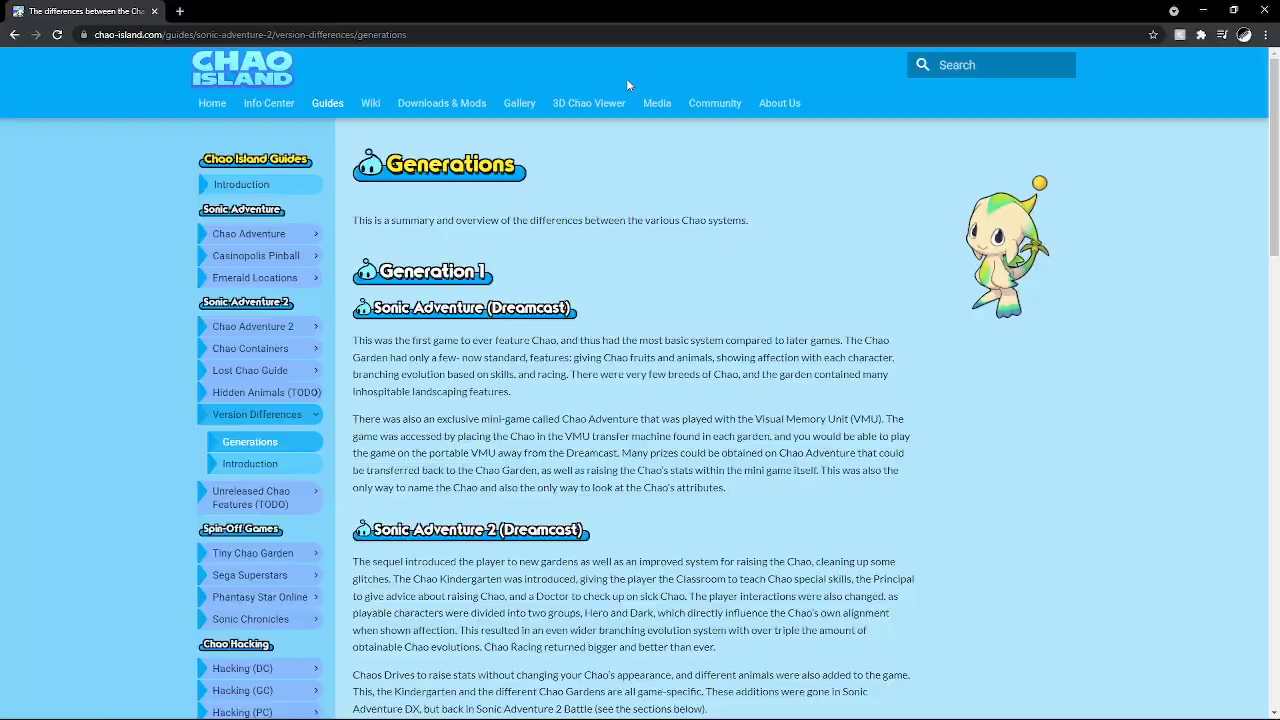 The differences between the Cha
chao-island.com/guides/sonic-adventure-2/version-differences/generations
CHAO
ISLAND
Search
Home Info Center Guides Wiki Downloads & Mods Gallery 3D Chao Viewer Media Community About Us
Chao Island Guides
Introduction
Sonic Adventure
Chao Adventure
Casinopolis Pinball
Emerald Locations
Sonic Adventure 2
Chao Adventure 2
Chao Containers
Lost Chao Guide
Hidden Animals (TODO)
Version Differences
Generations
Introduction
Unreleased Chao
Features (TODO)
Spin-Off Games
Tiny Chao Garden
Sega Superstars
Phantasy Star Online
Sonic Chronicles
Chao Hacking
Hacking (DC)
Hacking (GC)
Hacking (PC)
Generations
This is a summary and overview of the differences between the various Chao systems.
Generation 1
Sonic Adventure (Dreamcast)
This was the first game to ever feature Chao, and thus had the most basic system compared to later games. The Chao
Garden had only a few- now standard, features: giving Chao fruits and animals, showing affection with each character,
branching evolution based on skills, and racing. There were very few breeds of Chao, and the garden contained many
inhospitable landscaping features.
There was also an exclusive mini-game called Chao Adventure that was played with the Visual Memory Unit (VMU). The
game was accessed by placing the Chao in the VMU transfer machine found in each garden, and you would be able to play
the game on the portable VMU away from the Dreamcast. Many prizes could be obtained on Chao Adventure that could
be transferred back to the Chao Garden, as well as raising the Chao's stats within the mini game itself. This was also the
only way to name the Chao and also the only way to look at the Chao's attributes.
Sonic Adventure 2 (Dreamcast)
The sequel introduced the player to new gardens as well as an improved system for raising the Chao, cleaning up some
glitches. The Chao Kindergarten was introduced, giving the player the Classroom to teach Chao special skills, the Principal
to give advice about raising Chao, and a Doctor to check up on sick Chao. The player interactions were also changed, as
playable characters were divided into two groups, Hero and Dark, which directly influence the Chao's own alignment
when shown affection. This resulted in an even wider branching evolution system with over triple the amount of
obtainable Chao evolutions. Chao Racing returned bigger and better than ever.
Chaos Drives to raise stats without changing your Chao's appearance, and different animals were also added to the game.
This, the Kindergarten and the different Chao Gardens are all game-specific. These additions were gone in Sonic
Adventure DX, but back in Sonic Adventure 2 Battle (see the sections below).